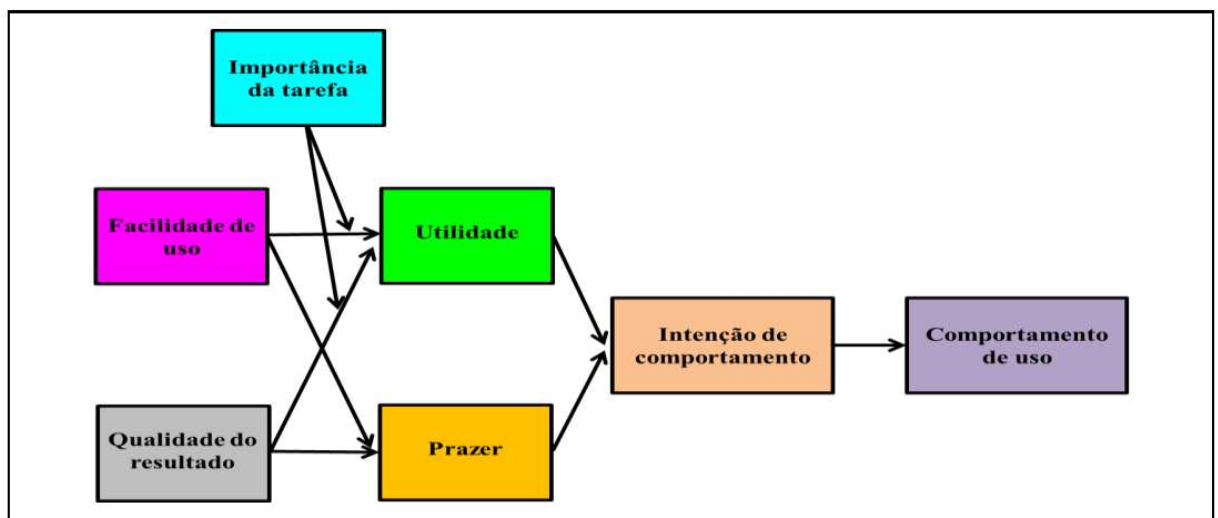 Importância
da tarefa
Facilidade de
uso
Utilidade
Intenção de
comportamento
Comportamento
de uso
Qualidade do
resultado
Prazer